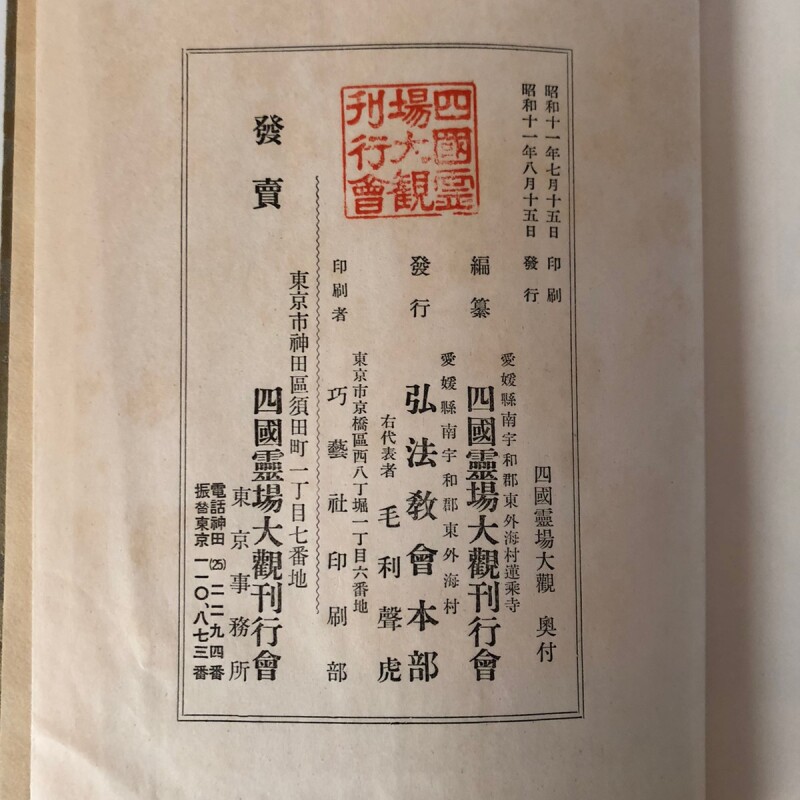 昭和十一年七月十五日　印刷
昭和十一年八月十五日　發行
四國靈場大觀　奥付
四國靈
場大觀
刊行會
愛媛縣南宇和郡東外海村蓮乘寺
編纂　四國靈場大觀刊行會
愛媛縣南宇和郡東外海村
發行　弘法教會本部
右代表者　毛利聲虎
東京市京橋區西八丁堀一丁目六番地
印刷者　巧藝社印刷部
東京市神田區須田町一丁目七番地
發賣　四國靈場大觀刊行會
東京事務所
電話神田(25)二二九四番
振替東京一一〇、八七三番